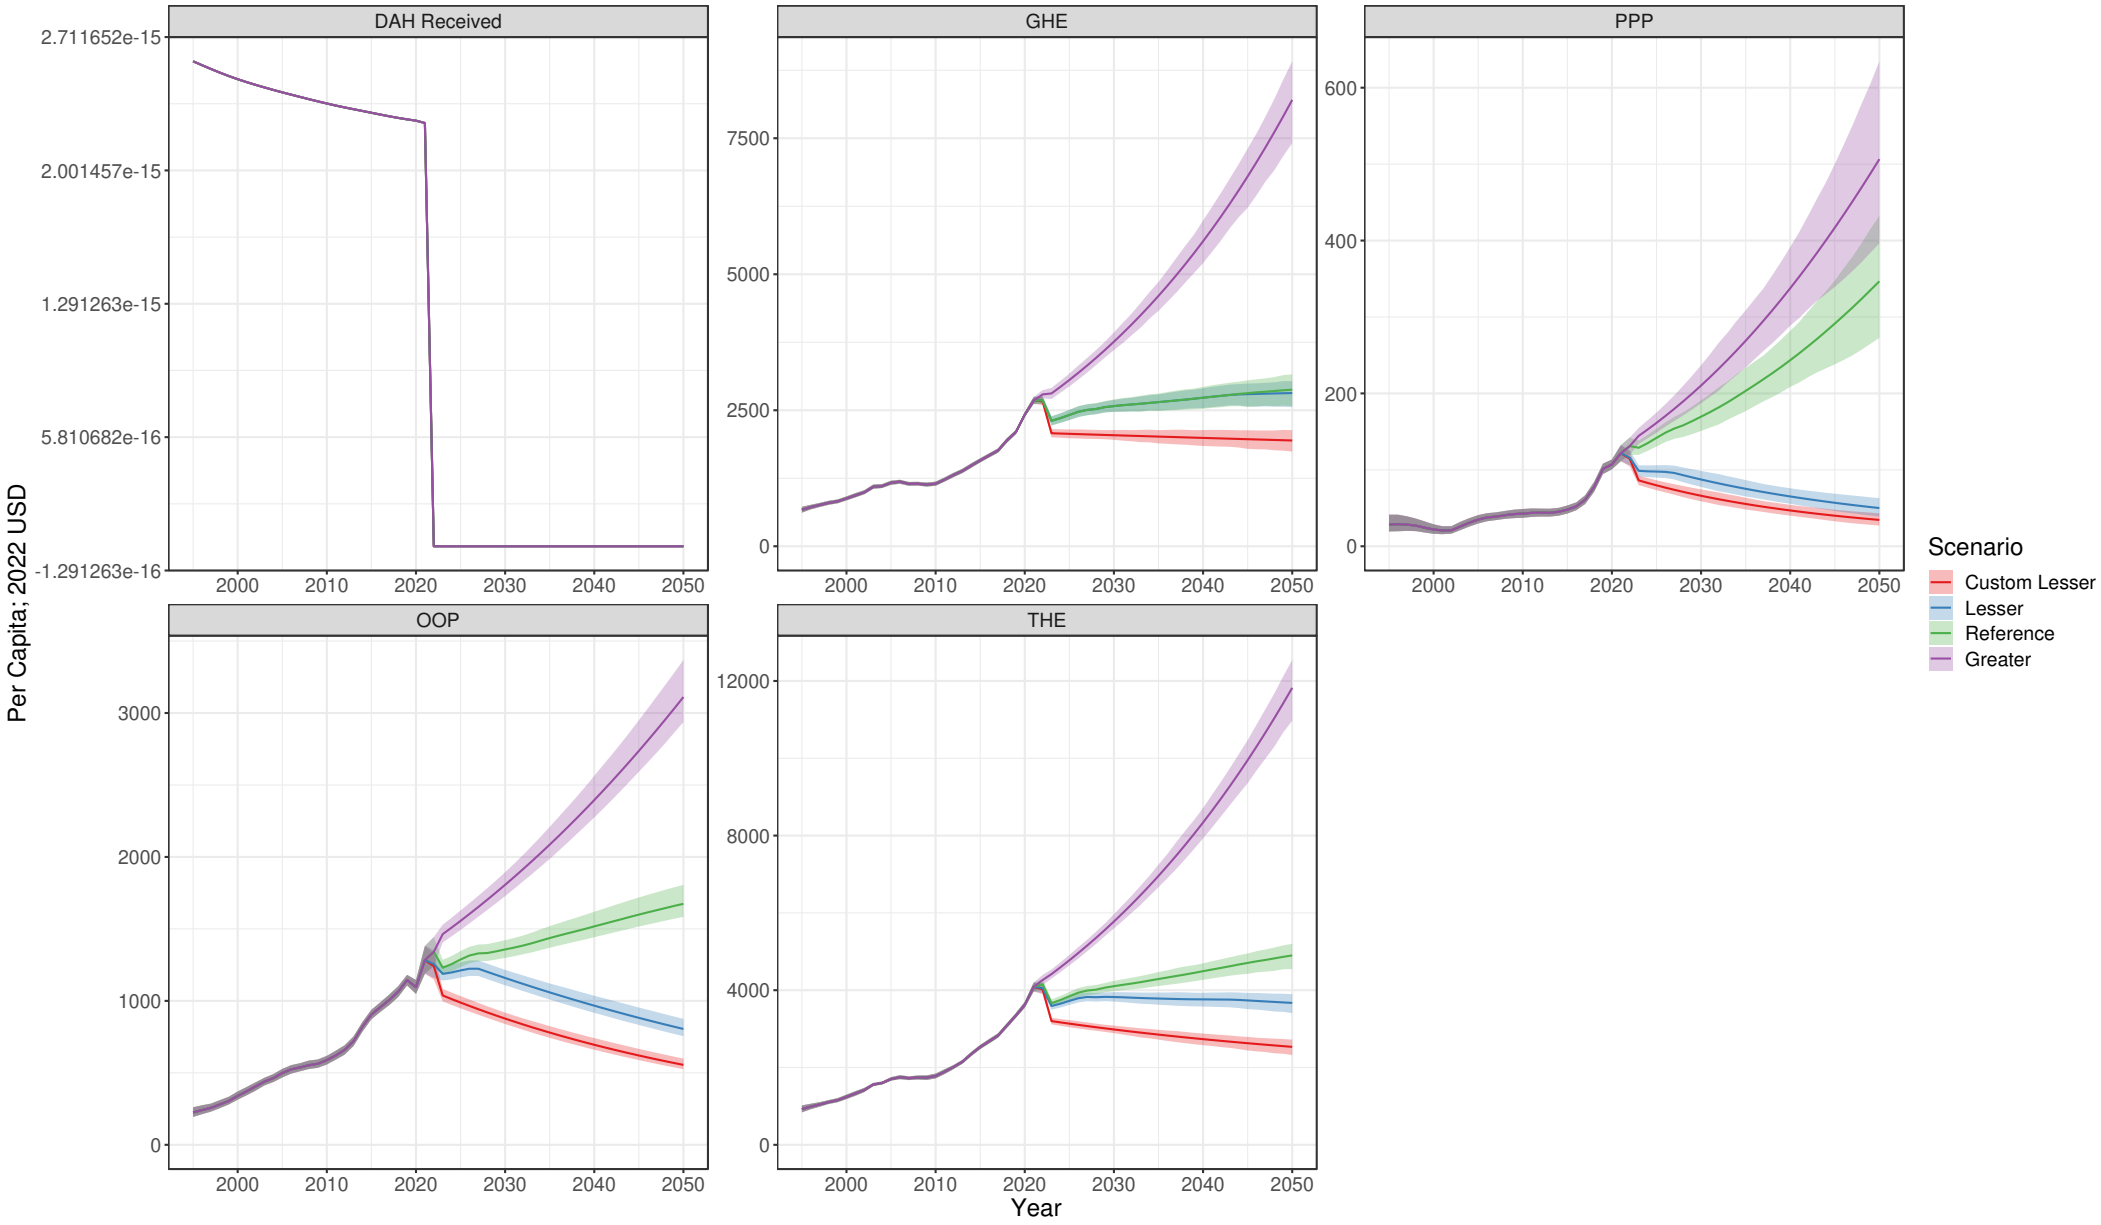 DAH Received
GHE
PPP
2.711652e-15
2.001457e-15
1.291263e-15
5.810682e-16
-1.291263e-16
7500
5000
2500
0
600
400
200
0
2000 2010 2020 2030 2040 2050
2000 2010 2020 2030 2040 2050
2000 2010 2020 2030 2040 2050
Per Capita; 2022 USD
OOP
THE
3000
2000
1000
0
12000
8000
4000
0
2000 2010 2020 2030 2040 2050
2000 2010 2020 2030 2040 2050
Year
Scenario
Custom Lesser
Lesser
Reference
Greater